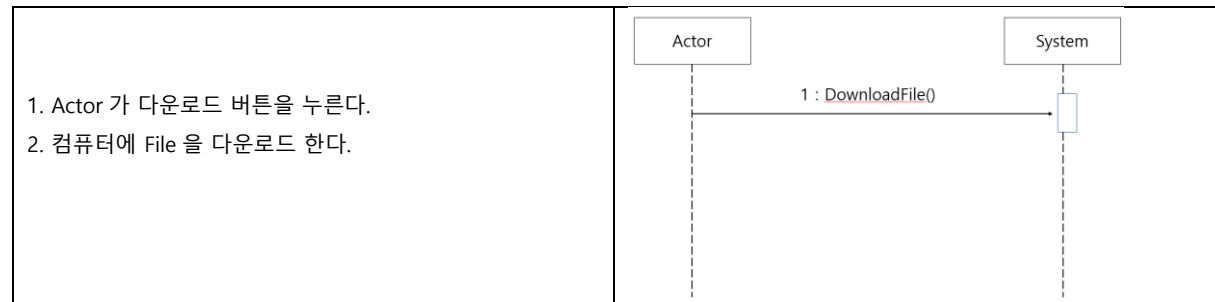 1. Actor 가 다운로드 버튼을 누른다.
2. 컴퓨터에 File 을 다운로드 한다.
Actor
System
1 : DownloadFile()